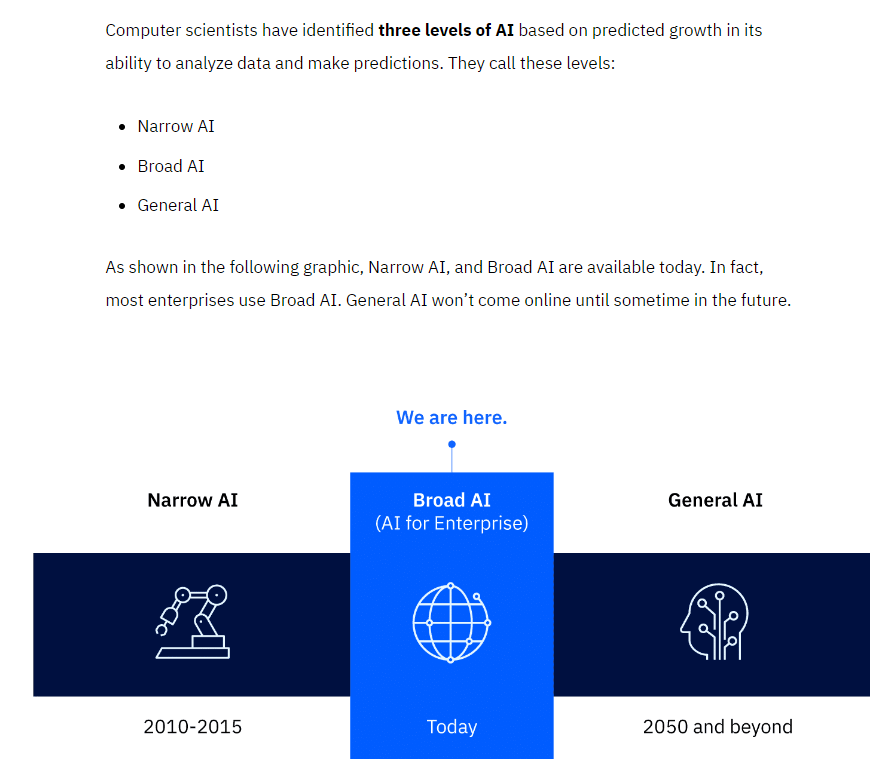 Computer scientists have identified three levels of AI based on predicted growth in its
ability to analyze data and make predictions. They call these levels:
• Narrow AI
• Broad AI
• General AI
As shown in the following graphic, Narrow AI, and Broad AI are available today. In fact,
most enterprises use Broad AI. General AI won’t come online until sometime in the future.
We are here.
Narrow AI
Broad AI
(AI for Enterprise)
General AI
2010-2015
Today
2050 and beyond